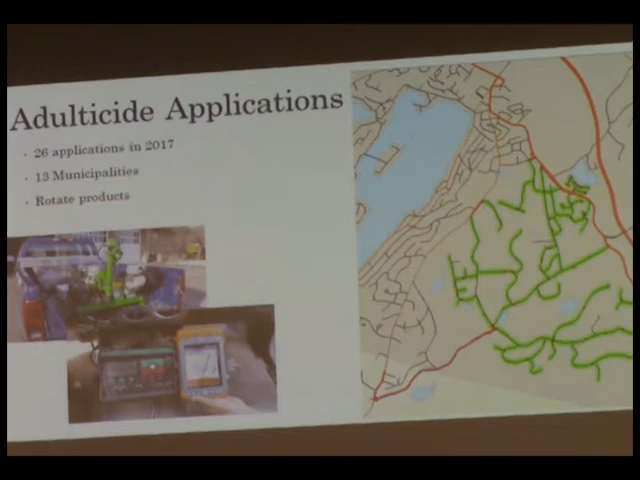 Adulticide Applications
26 applications in 2017
13 Municipalities
Rotate products